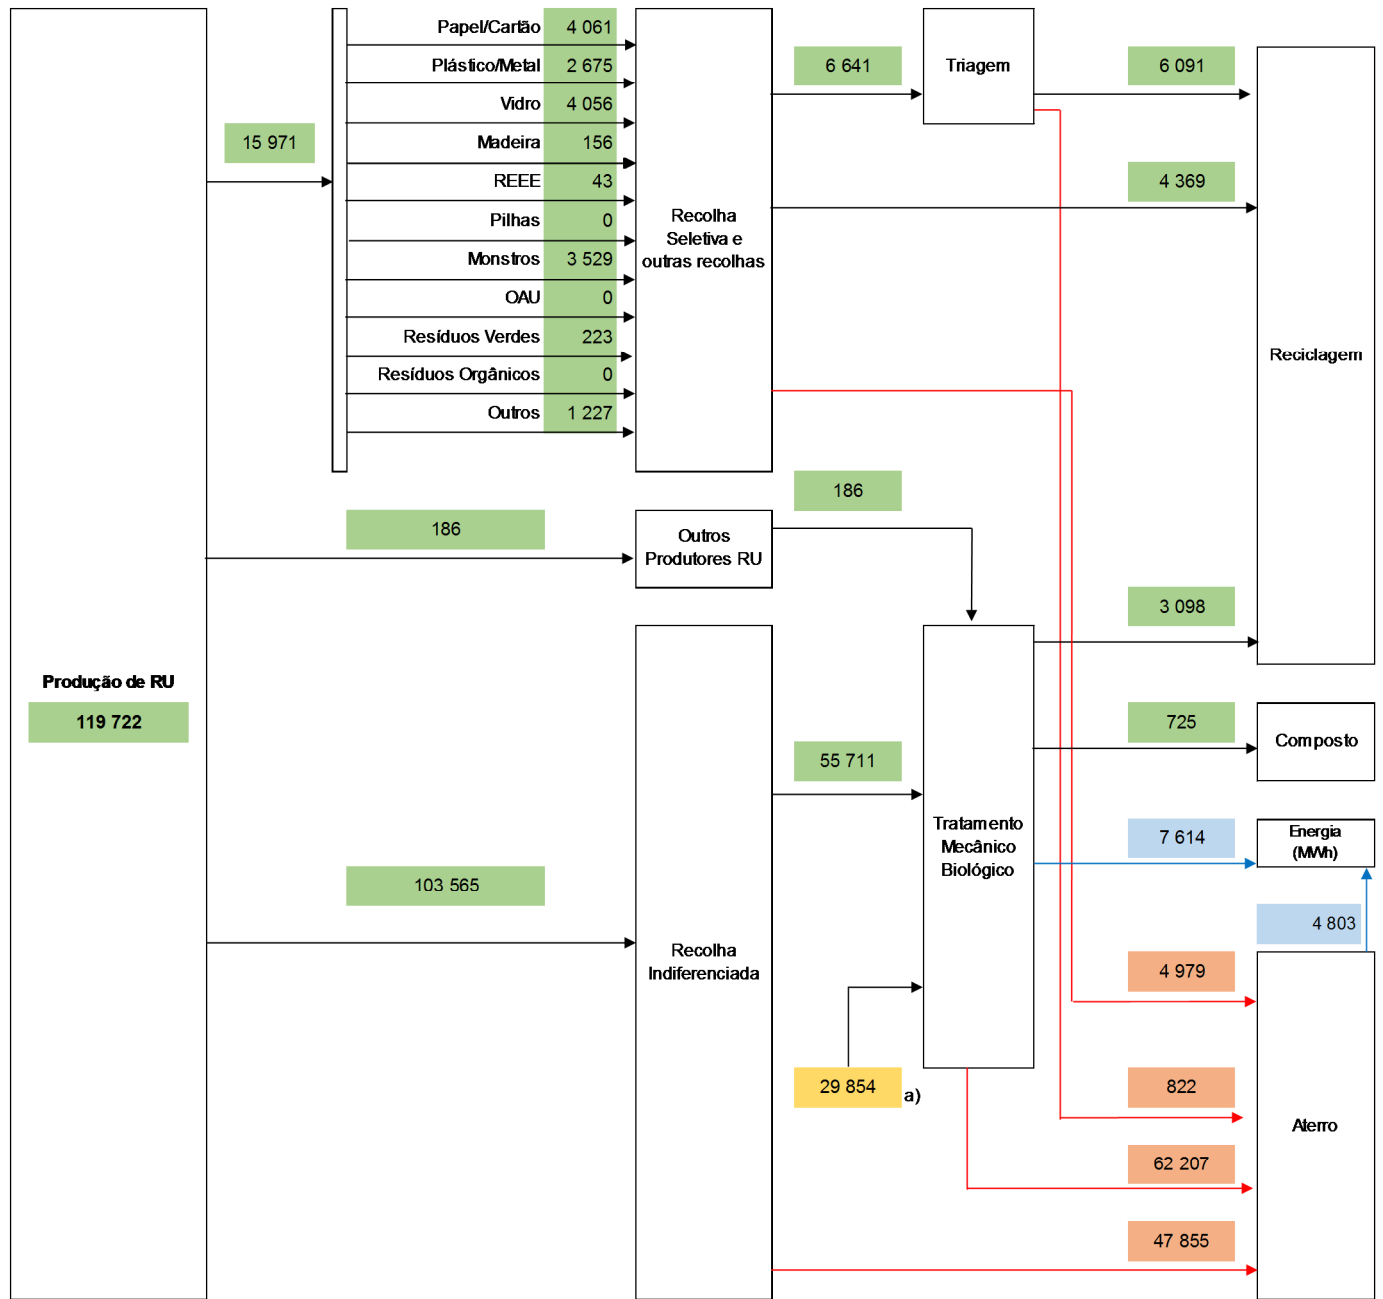 Papel/Cartão 4 061
Plástico/Metal 2 675
Vidro 4 056
Madeira 156
REEE 43
Pilhas 0
Monstros 3 529
OAU 0
Resíduos Verdes 223
Resíduos Orgânicos 0
Outros 1 227
15 971
Recolha
Seletiva e
outras recolhas
6 641
Triagem
6 091
4 369
Reciclagem
186
Outros
Produtores RU
186
3 098
Produção de RU
119 722
725
Composto
55 711
Tratamento
Mecânico
Biológico
7 614
Energia
(MWh)
4 803
103 565
Recolha
Indiferenciada
4 979
29 854 a)
822
Aterro
62 207
47 855